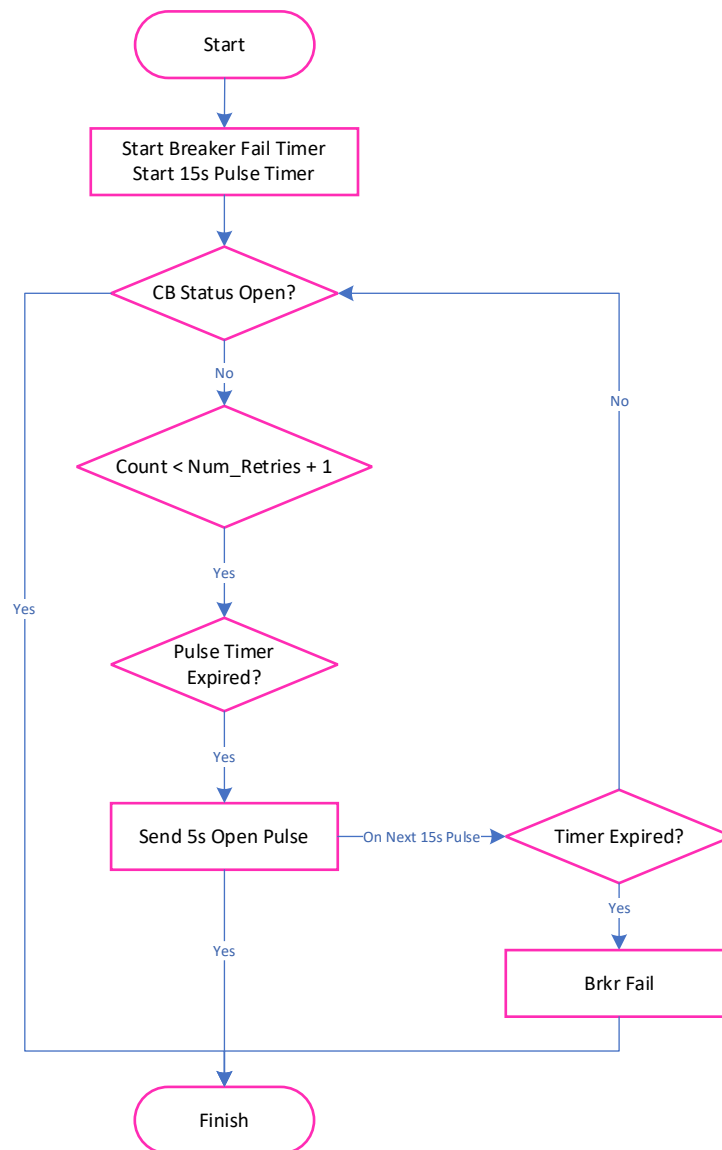 Start
Start Breaker Fail Timer
Start 15s Pulse Timer
CB Status Open?
No
No
Count < Num_Retries + 1
Yes
Yes
Pulse Timer
Expired?
Yes
Send 5s Open Pulse
On Next 15s Pulse
Timer Expired?
Yes
Yes
Brkr Fail
Finish